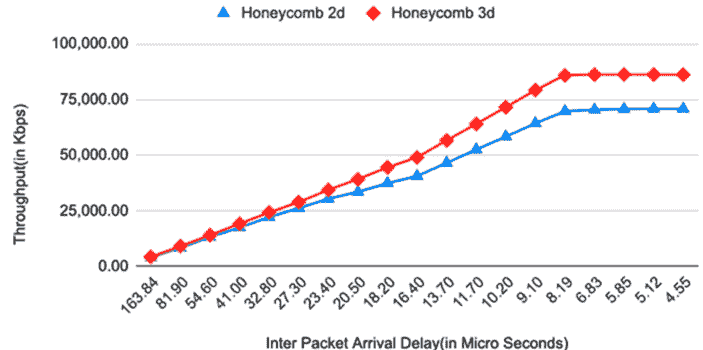 Honeycomb 2d Honeycomb 3d
100,000.00
75,000.00
50,000.00
25,000.00
0.00
Throughput(in Kbps)
163.84 81.90 54.60 41.00 32.80 27.30 23.40 20.50 18.20 16.40 13.70 11.70 10.20 9.10 8.19 6.83 5.85 5.12 4.55
Inter Packet Arrival Delay(in Micro Seconds)